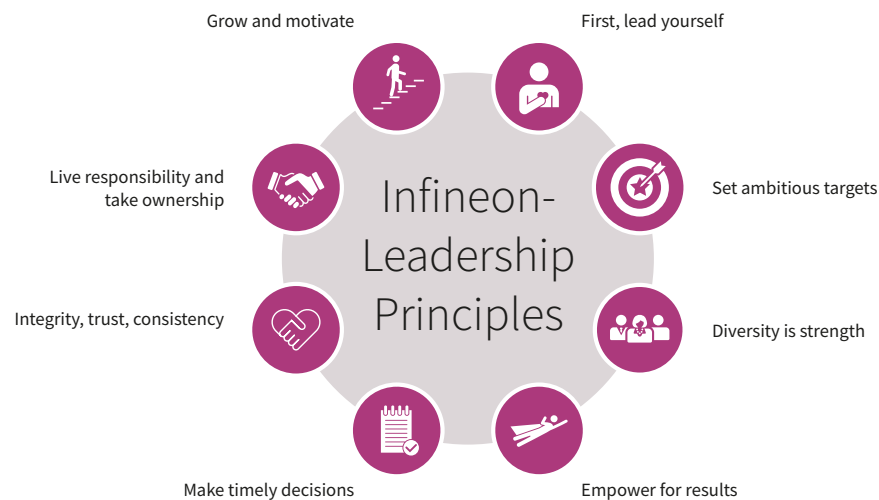 Grow and motivate
First, lead yourself
Live responsibility and
take ownership
Set ambitious targets
Infineon-
Leadership
Principles
Integrity, trust, consistency
Diversity is strength
Make timely decisions
Empower for results